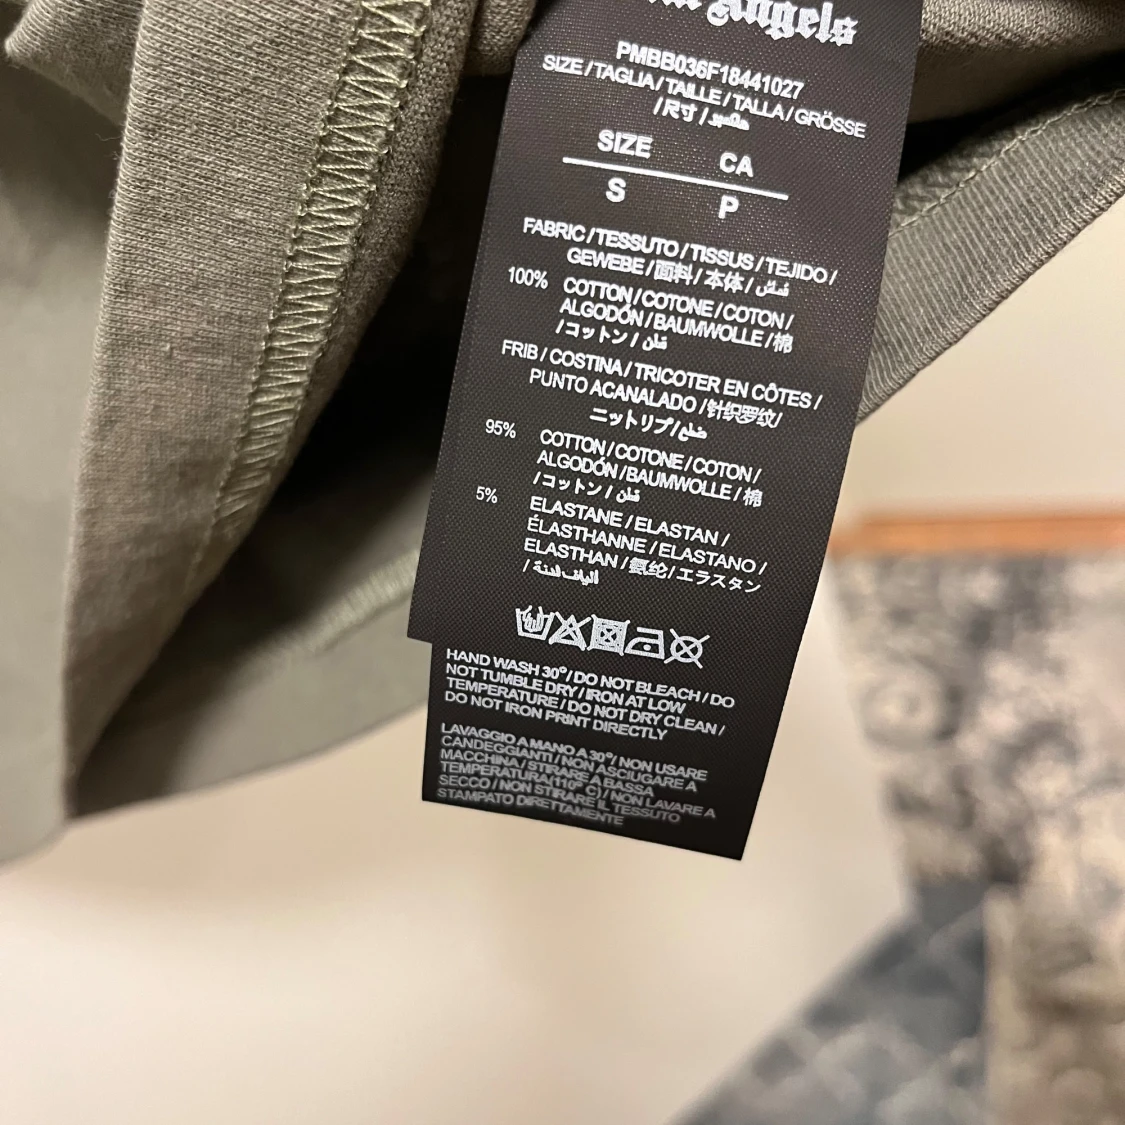 Angels
PMBB036F18441027
SIZE / TAGLIA / TAILLE / TALLA / GRÖSSE
/ 尺寸 /
SIZE CA
S P
FABRIC / TESSUTO / TISSUS / TEJIDO /
GEWEBE / 面料 / 本体 / قماش
100% COTTON / COTONE / COTON /
ALGODÓN / BAUMWOLLE / 棉
/ コットン / قطن
FRIB / COSTINA / TRICOTER EN CÔTES /
PUNTO ACANALADO / 针织罗纹/
ニットリブ/ ضلع
95% COTTON / COTONE / COTON /
ALGODÓN / BAUMWOLLE / 棉
/ コットン / قطن
5% ELASTANE / ELASTAN /
ÉLASTHANNE / ELASTANO /
ELASTHAN / 氨纶/ エラスタン
/
HAND WASH 30°/ DO NOT BLEACH / DO
NOT TUMBLE DRY / IRON AT LOW
TEMPERATURE / DO NOT DRY CLEAN /
DO NOT IRON PRINT DIRECTLY
LAVAGGIO A MANO A 30°/ NON USARE
CANDEGGIANTI / NON ASCIUGARE A
MACCHINA / STIRARE A BASSA
TEMPERATURA(110° C) / NON LAVARE A
SECCO / NON STIRARE IL TESSUTO
STAMPATO DIRETTAMENTE